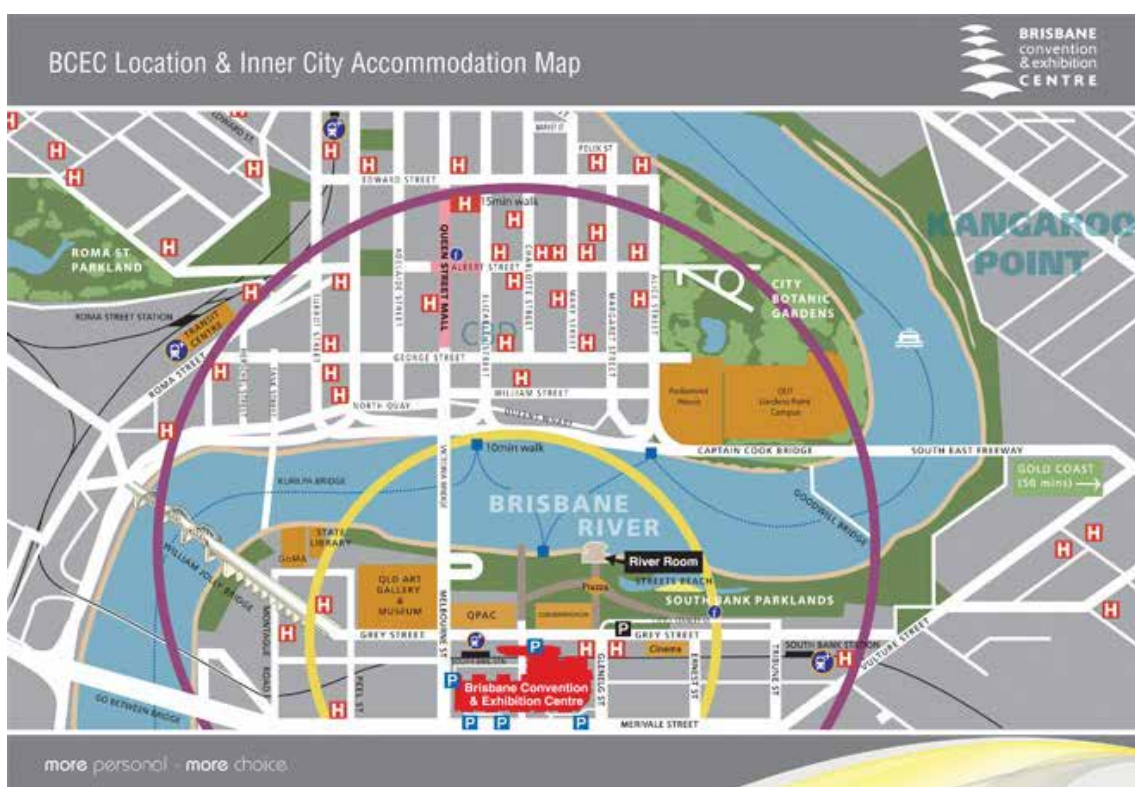 BCEC Location & Inner City Accommodation Map
BRISBANE
convention
& exhibition
CENTRE
EDWARD ST
MARKET ST
FELIX ST
EDWARD STREET
15min walk
KANGAROO
POINT
ROMA ST
PARKLAND
QUEEN STREET MALL
ADELAIDE STREET
ALBERT STREET
CHARLOTTE STREET
CITY
BOTANIC
GARDENS
ROMA STREET STATION
TRANSIT
CENTRE
TURBOT STREET
ELIZABETH STREET
MARY STREET
MARGARET STREET
ALICE STREET
CBD
ROMA STREET
GEORGE STREET
WILLIAM STREET
Parliament
House
QUT
Gardens Point
Campus
NORTH QUAY
10min walk
VICTORIA BRIDGE
CAPTAIN COOK BRIDGE
SOUTH EAST FREEWAY
GOLD COAST
(50 mins)
KURILPA BRIDGE
BRISBANE
RIVER
GOODWILL BRIDGE
WILLIAM JOLLY BRIDGE
GoMA
STATE
LIBRARY
River Room
QLD ART
GALLERY
&
MUSEUM
Piazza
STREETS BEACH
SOUTH BANK PARKLANDS
MONTAGUE ROAD
MELBOURNE ST
QPAC
GREY STREET
P
GREY STREET
Cinema
SOUTH BANK STATION
VULTURE STREET
PEEL ST
Brisbane Convention
& Exhibition Centre
GLENELG ST
ERNEST ST
TRIBUNE ST
GO BETWEEN BRIDGE
MERIVALE STREET
more personal - more choice